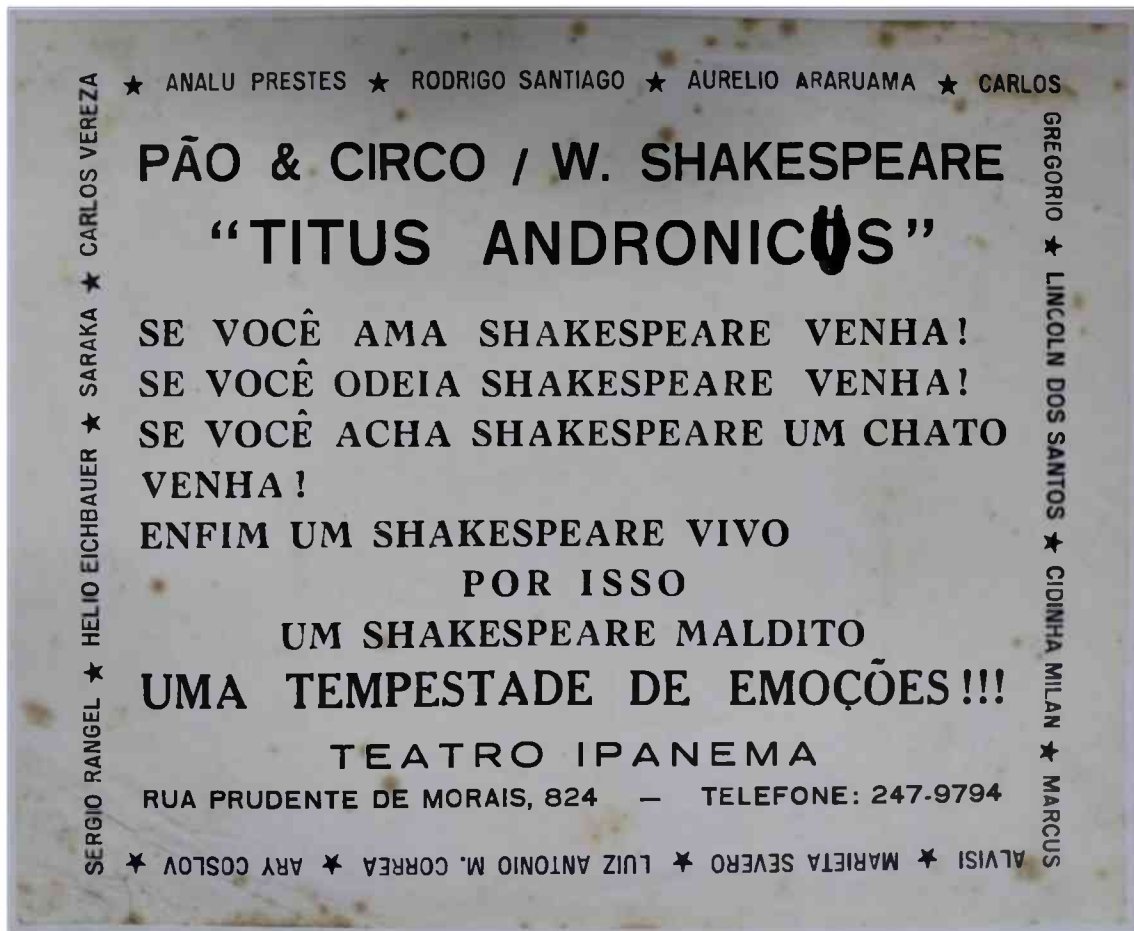 ★ ANALU PRESTES ★ RODRIGO SANTIAGO ★ AURELIO ARARUAMA ★ CARLOS
GREGORIO ★ LINCOLN DOS SANTOS ★ CIDINHA MILAN ★ MARCUS
ALVISI ★ MARIETA SEVERO ★ LUIZ ANTONIO M. CORREA ★ ARY COSLOV ★
SERGIO RANGEL ★ HELIO EICHBAUER ★ SARAKA ★ CARLOS VEREZA
PÃO & CIRCO / W. SHAKESPEARE
"TITUS ANDRONICUS"
SE VOCÊ AMA SHAKESPEARE VENHA!
SE VOCÊ ODEIA SHAKESPEARE VENHA!
SE VOCÊ ACHA SHAKESPEARE UM CHATO
VENHA!
ENFIM UM SHAKESPEARE VIVO
POR ISSO
UM SHAKESPEARE MALDITO
UMA TEMPESTADE DE EMOÇÕES!!!
TEATRO IPANEMA
RUA PRUDENTE DE MORAIS, 824 — TELEFONE: 247-9794